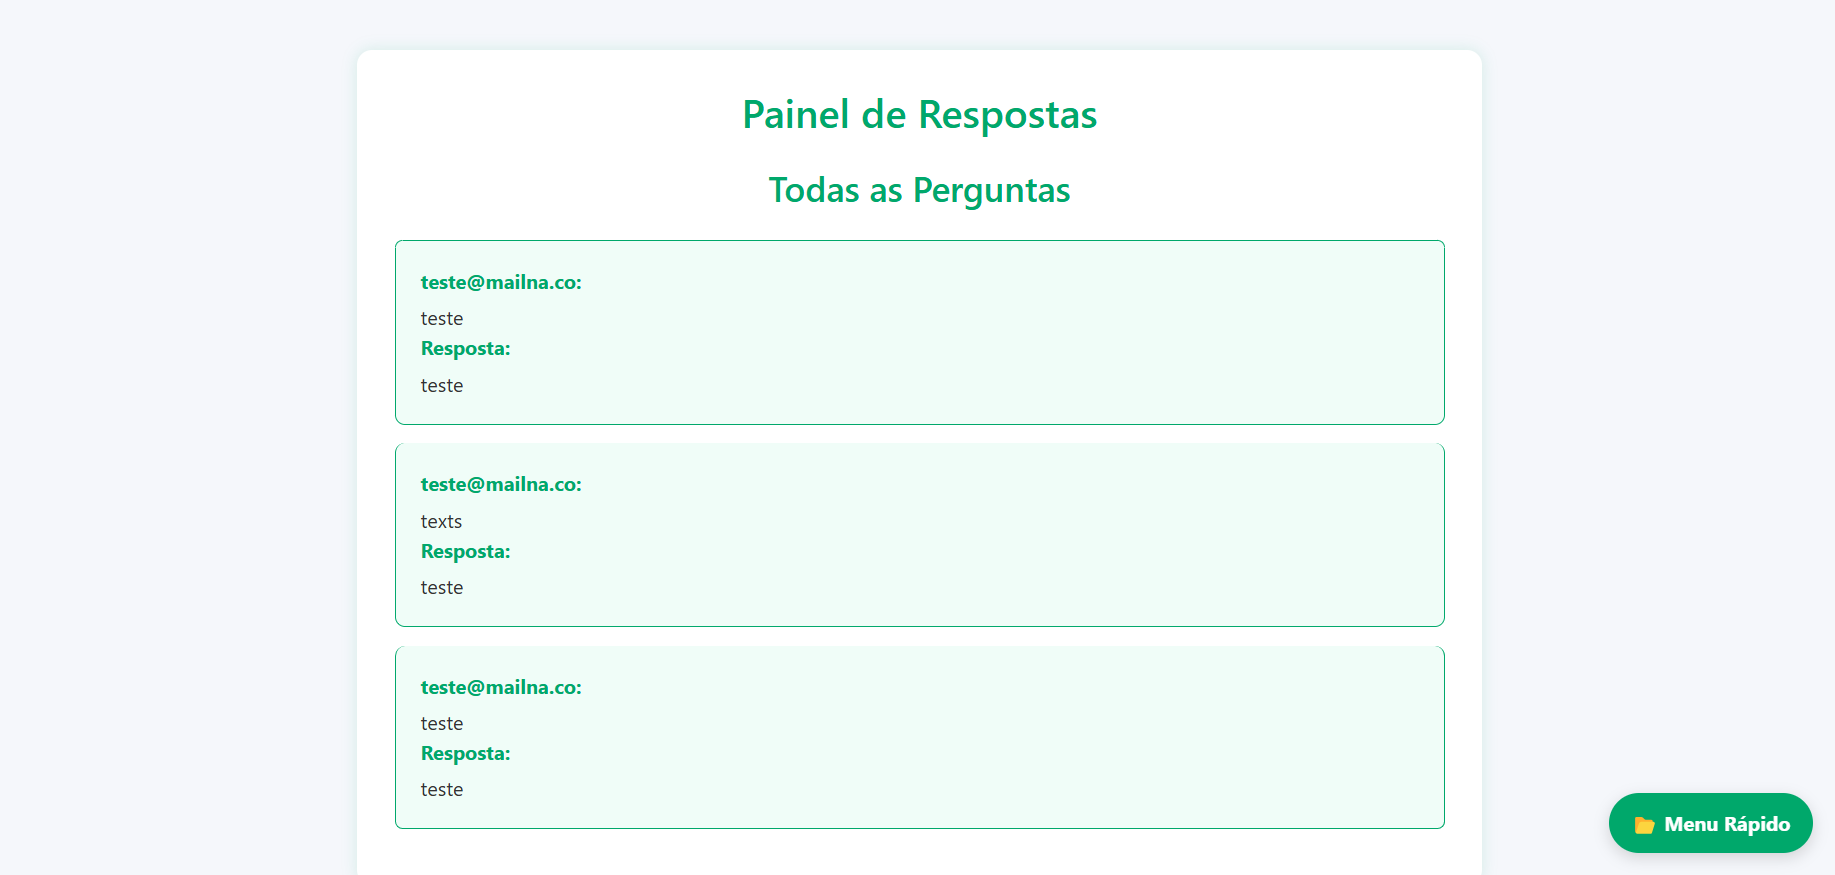 Painel de Respostas
Todas as Perguntas
teste@mailna.co:
teste
Resposta:
teste
teste@mailna.co:
texts
Resposta:
teste
teste@mailna.co:
teste
Resposta:
teste
Menu Rápido